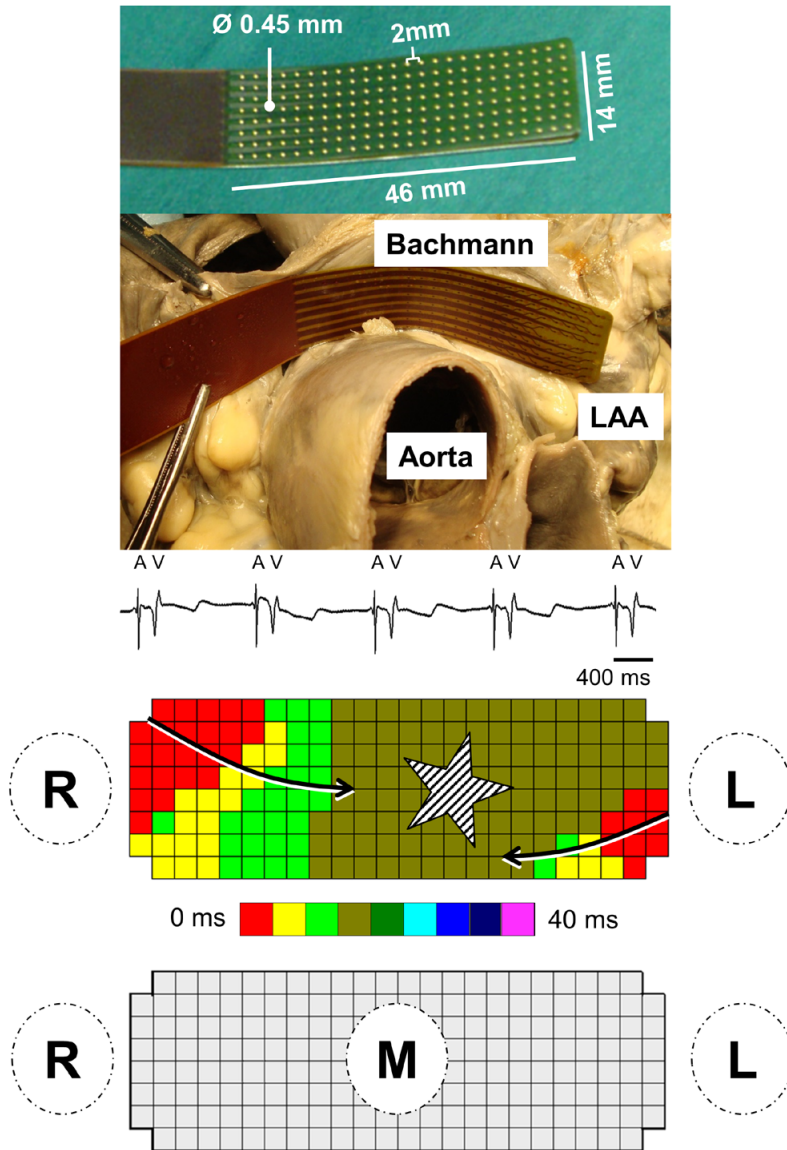 Ø 0.45 mm
2mm
14 mm
46 mm
Bachmann
LAA
Aorta
A V A V A V A V A V
400 ms
R L
0 ms 40 ms
R M L